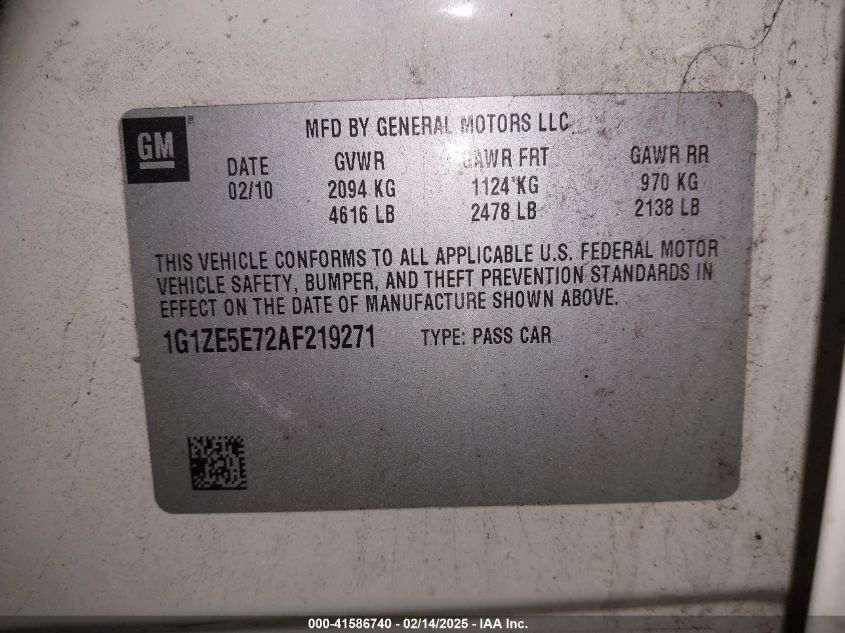 GM
MFD BY GENERAL MOTORS LLC
DATE GVWR GAWR FRT GAWR RR
02/10 2094 KG 1124 KG 970 KG
4616 LB 2478 LB 2138 LB
THIS VEHICLE CONFORMS TO ALL APPLICABLE U.S. FEDERAL MOTOR
VEHICLE SAFETY, BUMPER, AND THEFT PREVENTION STANDARDS IN
EFFECT ON THE DATE OF MANUFACTURE SHOWN ABOVE.
1G1ZE5E72AF219271 TYPE: PASS CAR
000-41586740 - 02/14/2025 - IAA Inc.